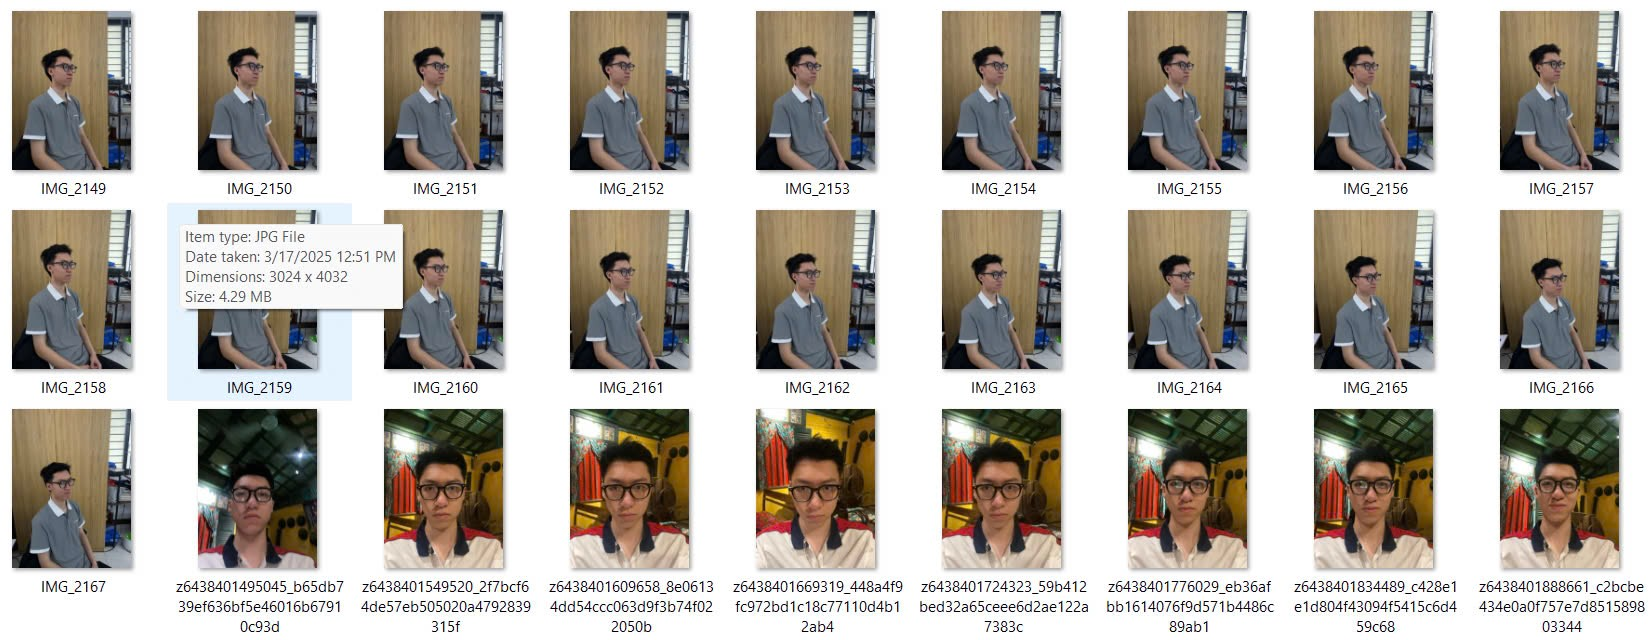 IMG_2149
IMG_2150
IMG_2151
IMG_2152
IMG_2153
IMG_2154
IMG_2155
IMG_2156
IMG_2157
Item type: JPG File
Date taken: 3/17/2025 12:51 PM
Dimensions: 3024 x 4032
Size: 4.29 MB
IMG_2158
IMG_2159
IMG_2160
IMG_2161
IMG_2162
IMG_2163
IMG_2164
IMG_2165
IMG_2166
IMG_2167
z6438401495045_b65db7
39ef636bf5e46016b6791
0c93d
z6438401549520_2f7bcf6
4de57eb505020a4792839
315f
z6438401609658_8e0613
4dd54ccc063d9f3b74f02
2050b
z6438401669319_448a4f9
fc972bd1c18c77110d4b1
2ab4
z6438401724323_59b412
bed32a65ceee6d2ae122a
7383c
z6438401776029_eb36af
bb1614076f9d571b4486c
89ab1
z6438401834489_c428e1
e1d804f43094f5415c6d4
59c68
z6438401888661_c2bcbe
434e0a0f757e7d8515898
03344